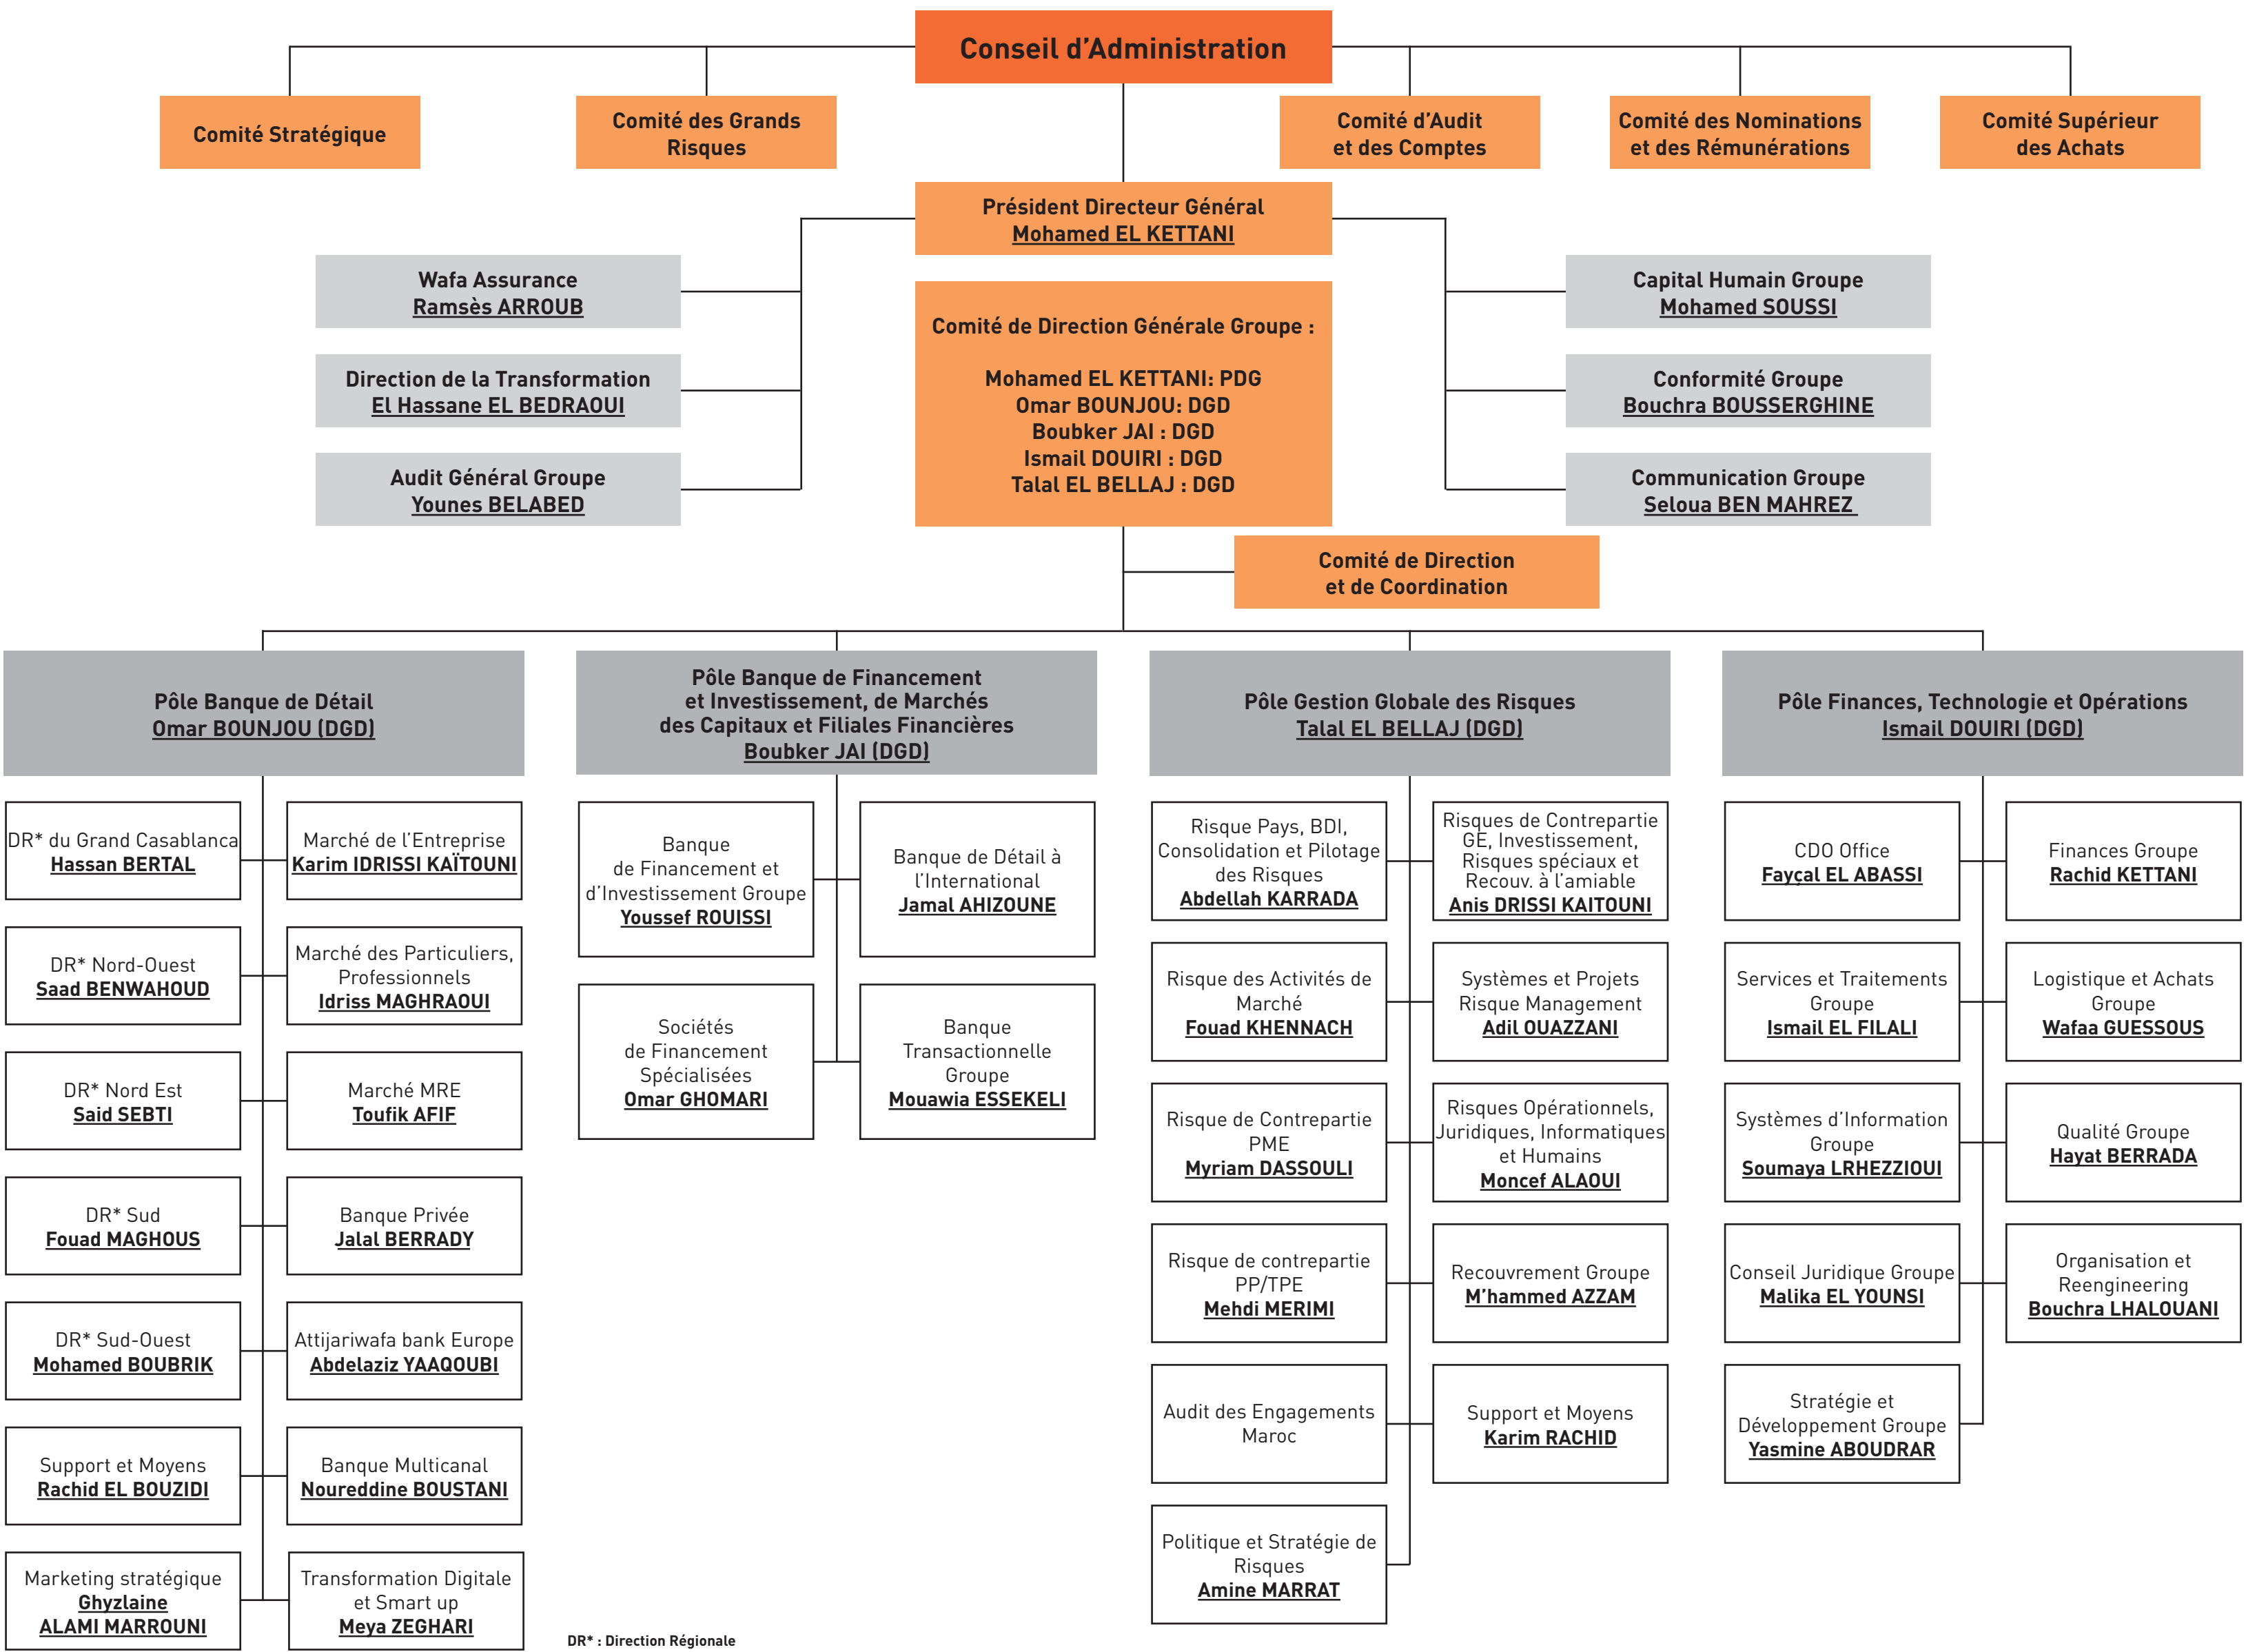 Conseil d'Administration
Comité Stratégique
Comité des Grands
Risques
Comité d'Audit
et des Comptes
Comité des Nominations
et des Rémunérations
Comité Supérieur
des Achats
Président Directeur Général
Mohamed EL KETTANI
Wafa Assurance
Ramsès ARROUB
Direction de la Transformation
El Hassane EL BEDRAOUI
Audit Général Groupe
Younes BELABED
Comité de Direction Générale Groupe :
Mohamed EL KETTANI: PDG
Omar BOUNJOU: DGD
Boubker JAI : DGD
Ismail DOUIRI : DGD
Talal EL BELLAJ : DGD
Capital Humain Groupe
Mohamed SOUSSI
Conformité Groupe
Bouchra BOUSSERGHINE
Communication Groupe
Seloua BEN MAHREZ
Comité de Direction
et de Coordination
Pôle Banque de Détail
Omar BOUNJOU (DGD)
DR* du Grand Casablanca
Hassan BERTAL
Marché de l'Entreprise
Karim IDRISSI KAÏTOUNI
DR* Nord-Ouest
Saad BENWAHOUD
Marché des Particuliers,
Professionnels
Idriss MAGHRAOUI
DR* Nord Est
Said SEBTI
Marché MRE
Toufik AFIF
DR* Sud
Fouad MAGHOUS
Banque Privée
Jalal BERRADY
DR* Sud-Ouest
Mohamed BOUBRIK
Attijariwafa bank Europe
Abdelaziz YAAQOUBI
Support et Moyens
Rachid EL BOUZIDI
Banque Multicanal
Noureddine BOUSTANI
Marketing stratégique
Ghyzlaine
ALAMI MARROUNI
Transformation Digitale
et Smart up
Meya ZEGHARI
Pôle Banque de Financement
et Investissement, de Marchés
des Capitaux et Filiales Financières
Boubker JAI (DGD)
Banque
de Financement et
d'Investissement Groupe
Youssef ROUISSI
Banque de Détail à
l'International
Jamal AHIZOUNE
Sociétés
de Financement
Spécialisées
Omar GHOMARI
Banque
Transactionnelle
Groupe
Mouawia ESSEKELI
Pôle Gestion Globale des Risques
Talal EL BELLAJ (DGD)
Risque Pays, BDI,
Consolidation et Pilotage
des Risques
Abdellah KARRADA
Risques de Contrepartie
GE, Investissement,
Risques spéciaux et
Recouv. à l'amiable
Anis DRISSI KAITOUNI
Risque des Activités de
Marché
Fouad KHENNACH
Systèmes et Projets
Risk Management
Adil OUAZZANI
Risque de Contrepartie
PME
Myriam DASSOULI
Risques Opérationnels,
Juridiques, Informatiques
et Humains
Moncef ALAOUI
Risque de contrepartie
PP/TPE
Mehdi MERIMI
Recouvrement Groupe
M'hammed AZZAM
Audit des Engagements
Maroc
Support et Moyens
Karim RACHID
Politique et Stratégie de
Risques
Amine MARRAT
Pôle Finances, Technologie et Opérations
Ismail DOUIRI (DGD)
CDO Office
Fayçal EL ABASSI
Finances Groupe
Rachid KETTANI
Services et Traitements
Groupe
Ismail EL FILALI
Logistique et Achats
Groupe
Wafaa GUESSOUS
Systèmes d'Information
Groupe
Soumaya LRHEZZIOUI
Qualité Groupe
Hayat BERRADA
Conseil Juridique Groupe
Malika EL YOUNSI
Organisation et
Reengineering
Bouchra LHALOUANI
Stratégie et
Développement Groupe
Yasmine ABOUDRAR
DR* : Direction Régionale